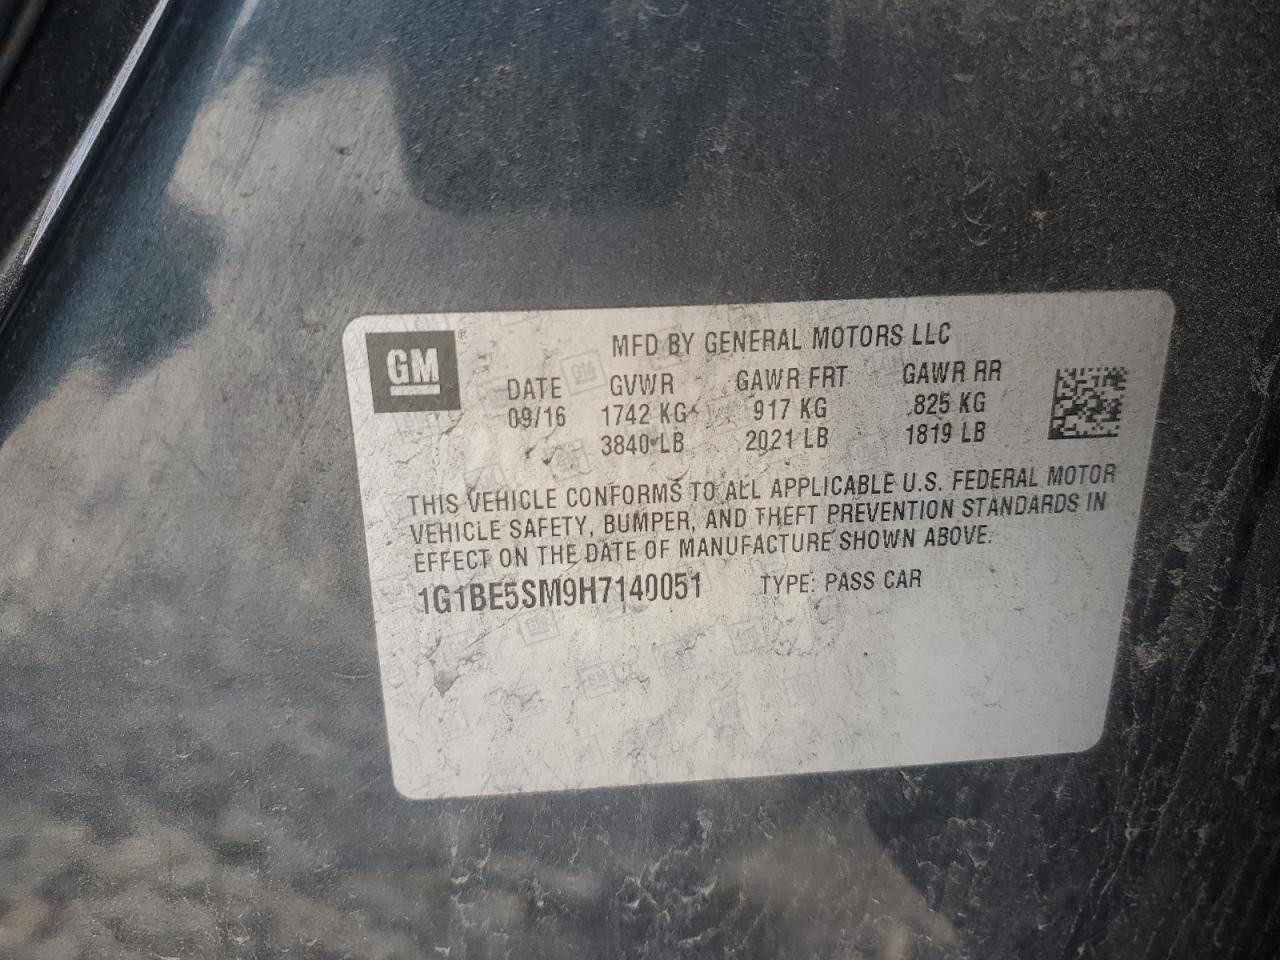 GM
MFD BY GENERAL MOTORS LLC
DATE GVWR GAWR FRT GAWR RR
09/16 1742 KG 917 KG 825 KG
3840 LB 2021 LB 1819 LB
THIS VEHICLE CONFORMS TO ALL APPLICABLE U.S. FEDERAL MOTOR
VEHICLE SAFETY, BUMPER, AND THEFT PREVENTION STANDARDS IN
EFFECT ON THE DATE OF MANUFACTURE SHOWN ABOVE.
1G1BE5SM9H7140051 TYPE: PASS CAR